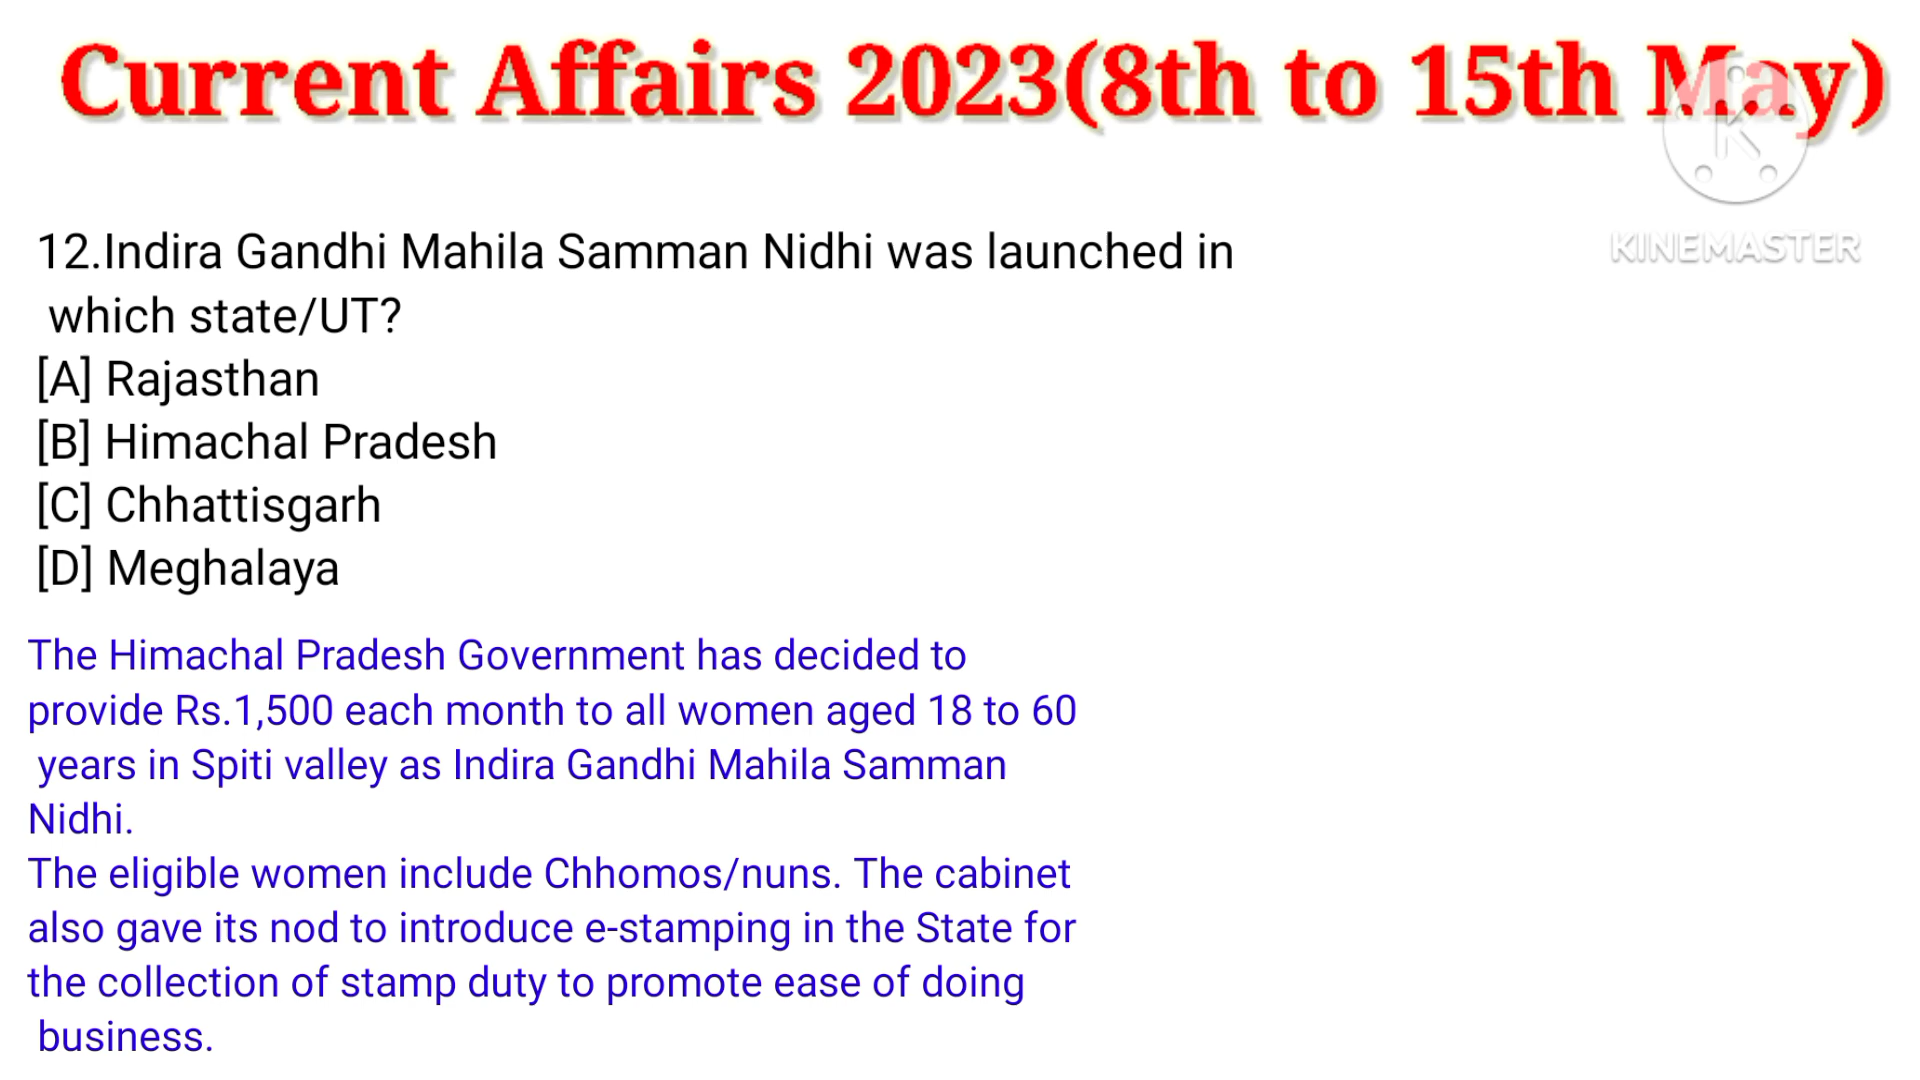 Current Affairs 2023(8th to 15th May)
KINEMASTER
12.Indira Gandhi Mahila Samman Nidhi was launched in
which state/UT?
[A] Rajasthan
[B] Himachal Pradesh
[C] Chhattisgarh
[D] Meghalaya
The Himachal Pradesh Government has decided to
provide Rs.1,500 each month to all women aged 18 to 60
years in Spiti valley as Indira Gandhi Mahila Samman
Nidhi.
The eligible women include Chhomos/nuns. The cabinet
also gave its nod to introduce e-stamping in the State for
the collection of stamp duty to promote ease of doing
business.